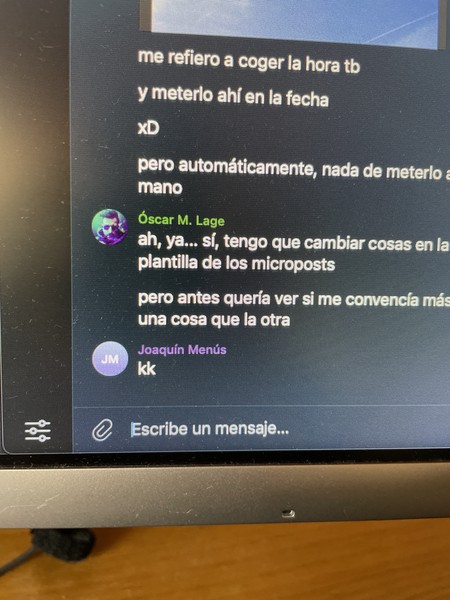 me refiero a coger la hora tb
y meterlo ahí en la fecha
xD
pero automáticamente, nada de meterlo a
mano
Óscar M. Lage
ah, ya... sí, tengo que cambiar cosas en la
plantilla de los microposts
pero antes quería ver si me convencía más
una cosa que la otra
JM
Joaquín Menús
kk
Escribe un mensaje...